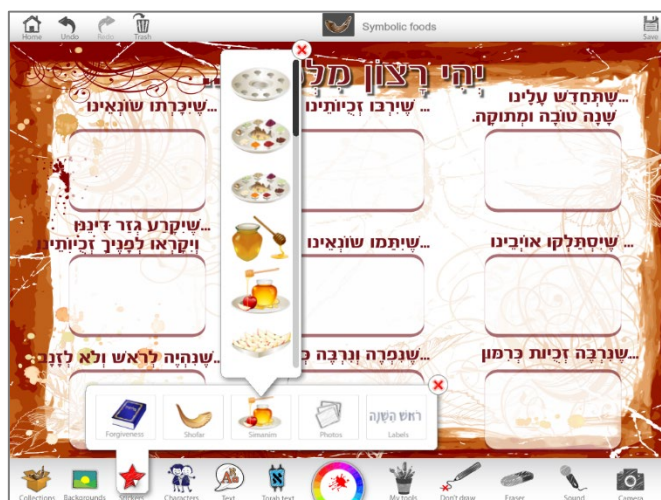 Home
Undo
Redo
Trash
Symbolic foods
Save
יְהִי רָצוֹן
...שֶׁתְּחַדֵּשׁ עָלֵינוּ
שָׁנָה טוֹבָה וּמְתוּקָה.
... שֶׁיִּרְבּוּ זְכֻיּוֹתֵינוּ
...שֶׁיִּכָּרְתוּ שׂוֹנְאֵינוּ
... שֶׁיִּסְתַּלְּקוּ אוֹיְבֵינוּ
...שֶׁיִּתַּמּוּ שׂוֹנְאֵינוּ
...שֶׁיִּקְרַע גְּזַר דִּינֵנוּ
וְיִקָּרְאוּ לְפָנֶיךָ זְכֻיּוֹתֵינוּ
...שֶׁנַּרְבֶּה זְכֻיּוֹת כְּרִמּוֹן
...שֶׁנִּפְרֶה וְנִרְבֶּה
...שֶׁנִּהְיֶה לְרֹאשׁ וְלֹא לְזָנָב
Forgiveness
Shofar
Simanim
Photos
Labels
רֹאשׁ הַשָּׁנָה
Collections
Backgrounds
Stickers
Characters
Text
Torah text
My tools
Don't draw
Eraser
Sound
Camera